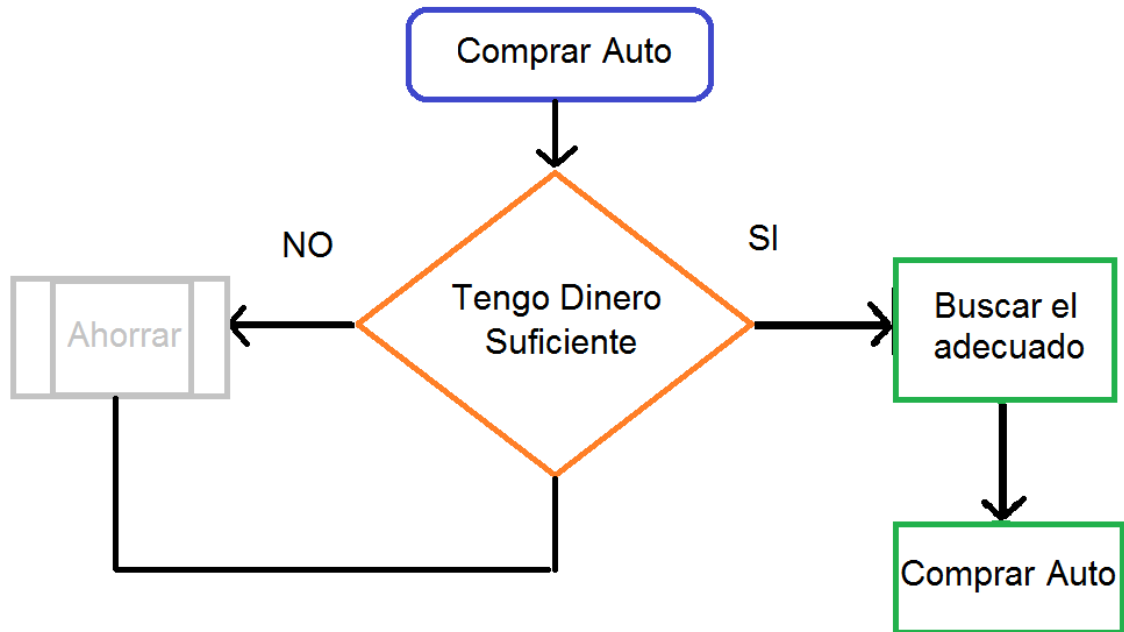 Comprar Auto
NO
SI
Tengo Dinero
Suficiente
Ahorrar
Buscar el
adecuado
Comprar Auto